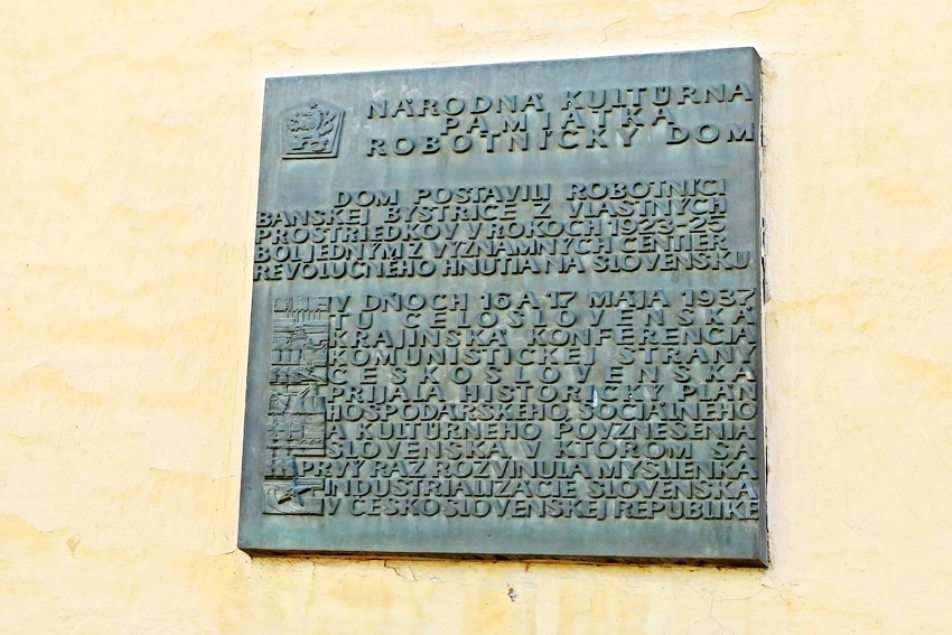 NÁRODNÁ KULTÚRNA
PAMIATKA
ROBOTNÍCKY DOM
DOM POSTAVILI ROBOTNÍCI
BANSKEJ BYSTRICE Z VLASTNÝCH
PROSTRIEDKOV V ROKOCH 1923-25
BOL JEDNÝM Z VÝZNAMNÝCH CENTIER
REVOLUČNÉHO HNUTIA NA SLOVENSKU
V DŇOCH 16 A 17 MÁJA 1937
TU CELOSLOVENSKÁ
KRAJINSKÁ KONFERENCIA
KOMUNISTICKEJ STRANY
ČESKOSLOVENSKA
PRIJALA HISTORICKÝ PLÁN
HOSPODÁRSKEHO, SOCIÁLNEHO
A KULTÚRNEHO POVZNESENIA
SLOVENSKA V KTOROM SA
PRVÝ RAZ ROZVINULA MYŠLIENKA
INDUSTRIALIZÁCIE SLOVENSKA
V ČESKOSLOVENSKEJ REPUBLIKE